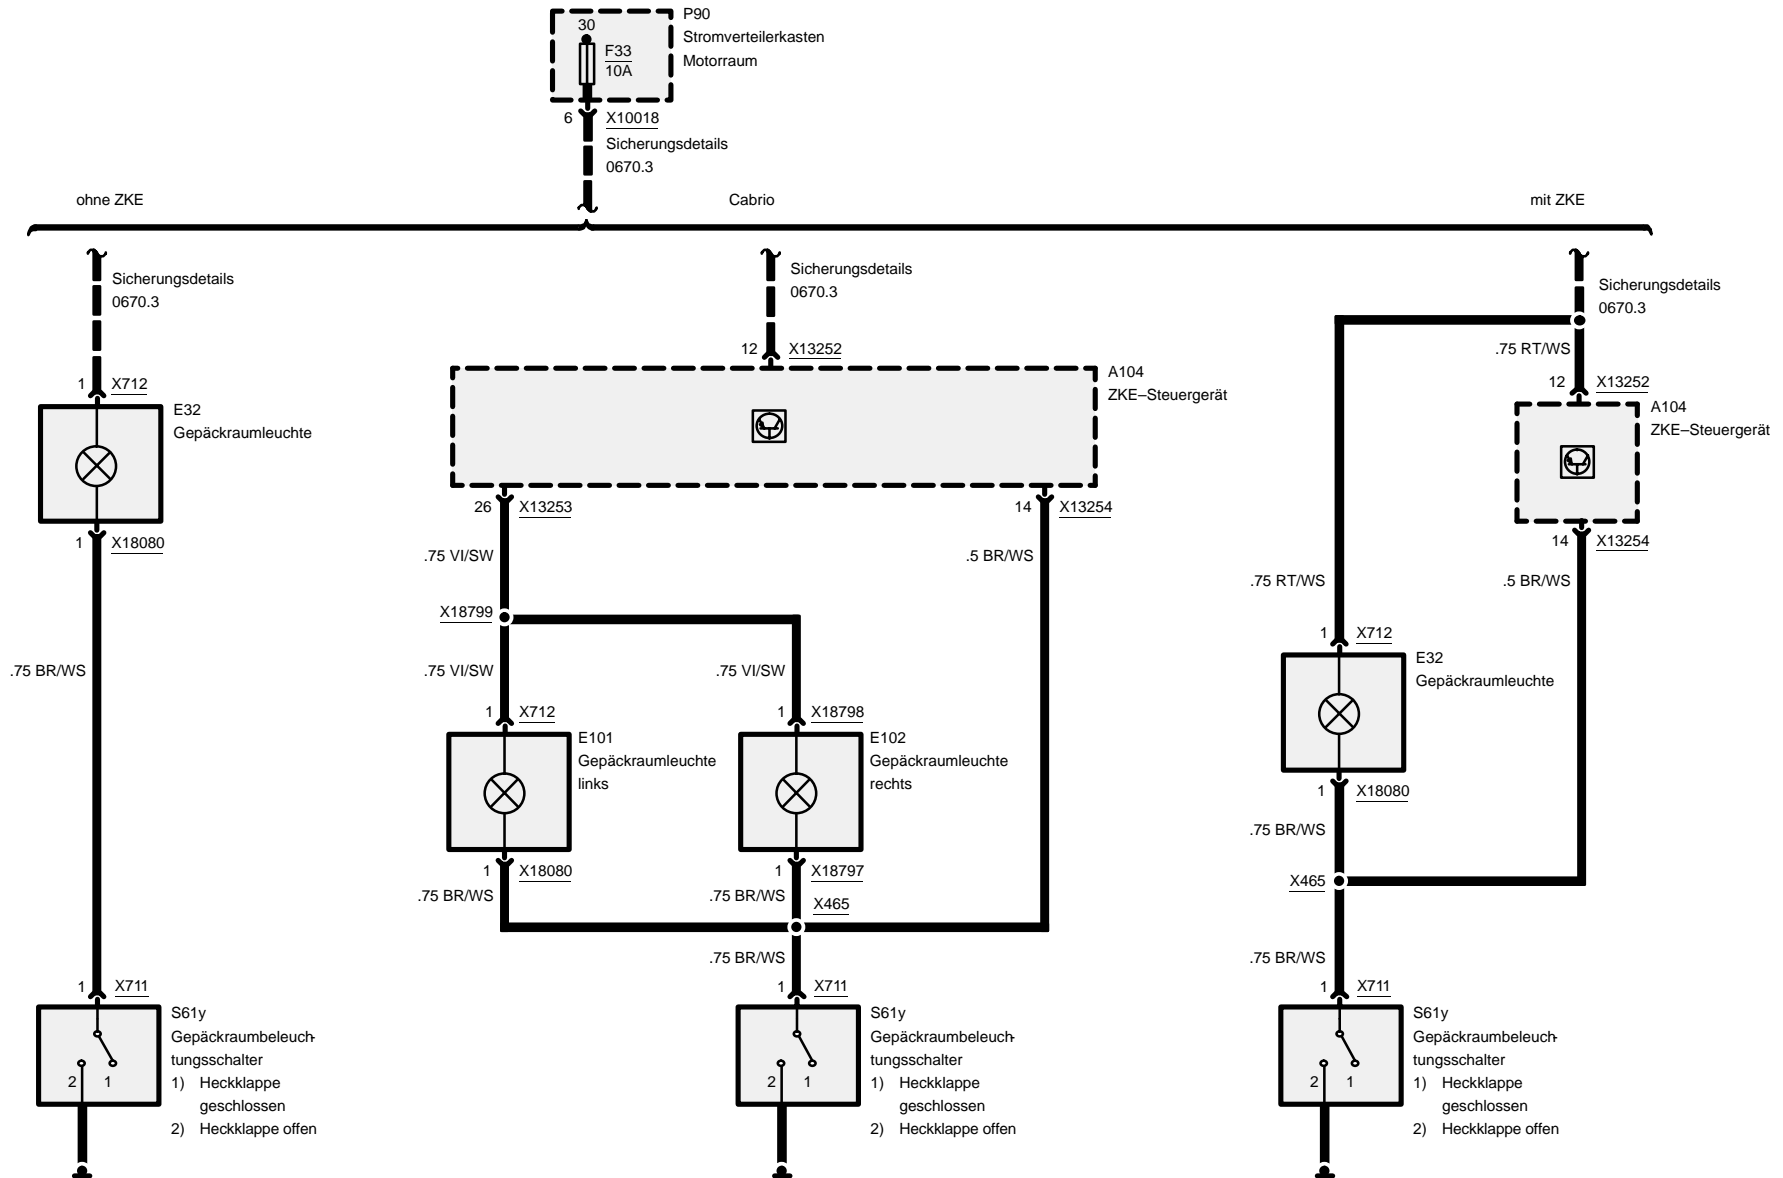 30
F33
10A
P90
Stromverteilerkasten
Motorraum
6
X10018
Sicherungsdetails
0670.3
ohne ZKE
Cabrio
mit ZKE
Sicherungsdetails
0670.3
1
X712
E32
Gepäckraumleuchte
1
X18080
.75 BR/WS
1
X711
S61y
Gepäckraumbeleuch-
tungsschalter
1) Heckklappe
geschlossen
2) Heckklappe offen
2
1
Sicherungsdetails
0670.3
12
X13252
A104
ZKE–Steuergerät
26
X13253
14
X13254
.75 VI/SW
.5 BR/WS
X18799
.75 VI/SW
.75 VI/SW
1
X712
1
X18798
E101
Gepäckraumleuchte
links
E102
Gepäckraumleuchte
rechts
1
X18080
1
X18797
.75 BR/WS
.75 BR/WS
X465
.75 BR/WS
1
X711
S61y
Gepäckraumbeleuch-
tungsschalter
1) Heckklappe
geschlossen
2) Heckklappe offen
2
1
Sicherungsdetails
0670.3
.75 RT/WS
12
X13252
A104
ZKE–Steuergerät
14
X13254
.75 RT/WS
.5 BR/WS
1
X712
E32
Gepäckraumleuchte
1
X18080
.75 BR/WS
X465
.75 BR/WS
1
X711
S61y
Gepäckraumbeleuch-
tungsschalter
1) Heckklappe
geschlossen
2) Heckklappe offen
2
1